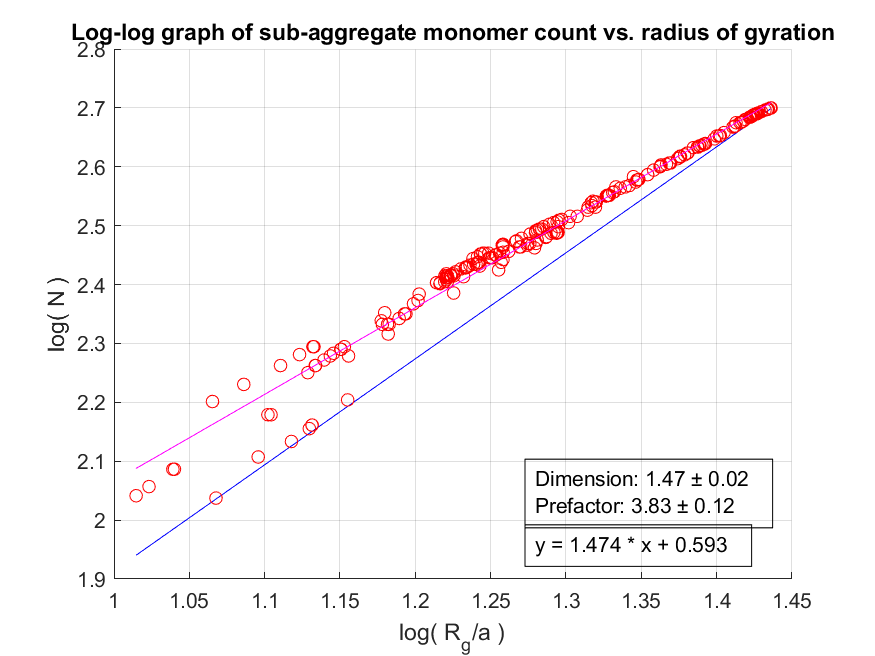 Log-log graph of sub-aggregate monomer count vs. radius of gyration
2.8
2.7
2.6
2.5
2.4
2.3
2.2
2.1
2
1.9
log( N )
Dimension: 1.47 ± 0.02
Prefactor: 3.83 ± 0.12
y = 1.474 * x + 0.593
1 1.05 1.1 1.15 1.2 1.25 1.3 1.35 1.4 1.45
log( R_g/a )